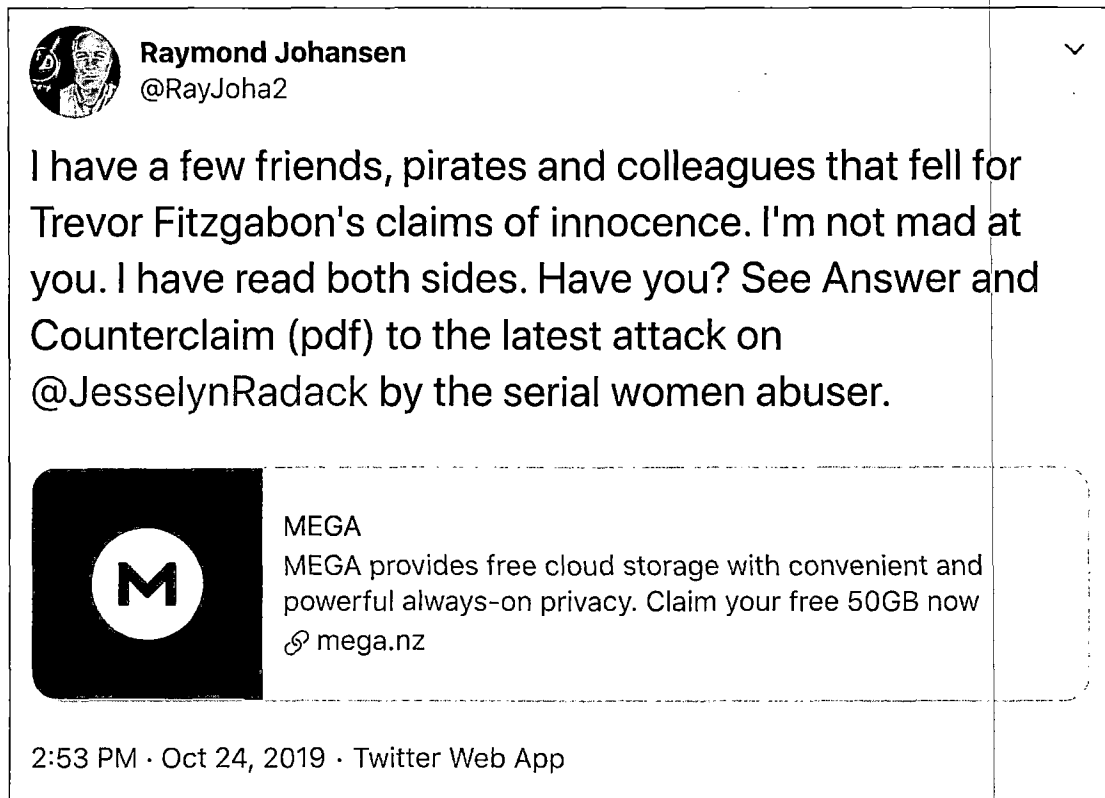 Raymond Johansen
@RayJoha2
I have a few friends, pirates and colleagues that fell for
Trevor Fitzgabon's claims of innocence. I'm not mad at
you. I have read both sides. Have you? See Answer and
Counterclaim (pdf) to the latest attack on
@JesselynRadack by the serial women abuser.
M
MEGA
MEGA provides free cloud storage with convenient and
powerful always-on privacy. Claim your free 50GB now
mega.nz
2:53 PM · Oct 24, 2019 · Twitter Web App